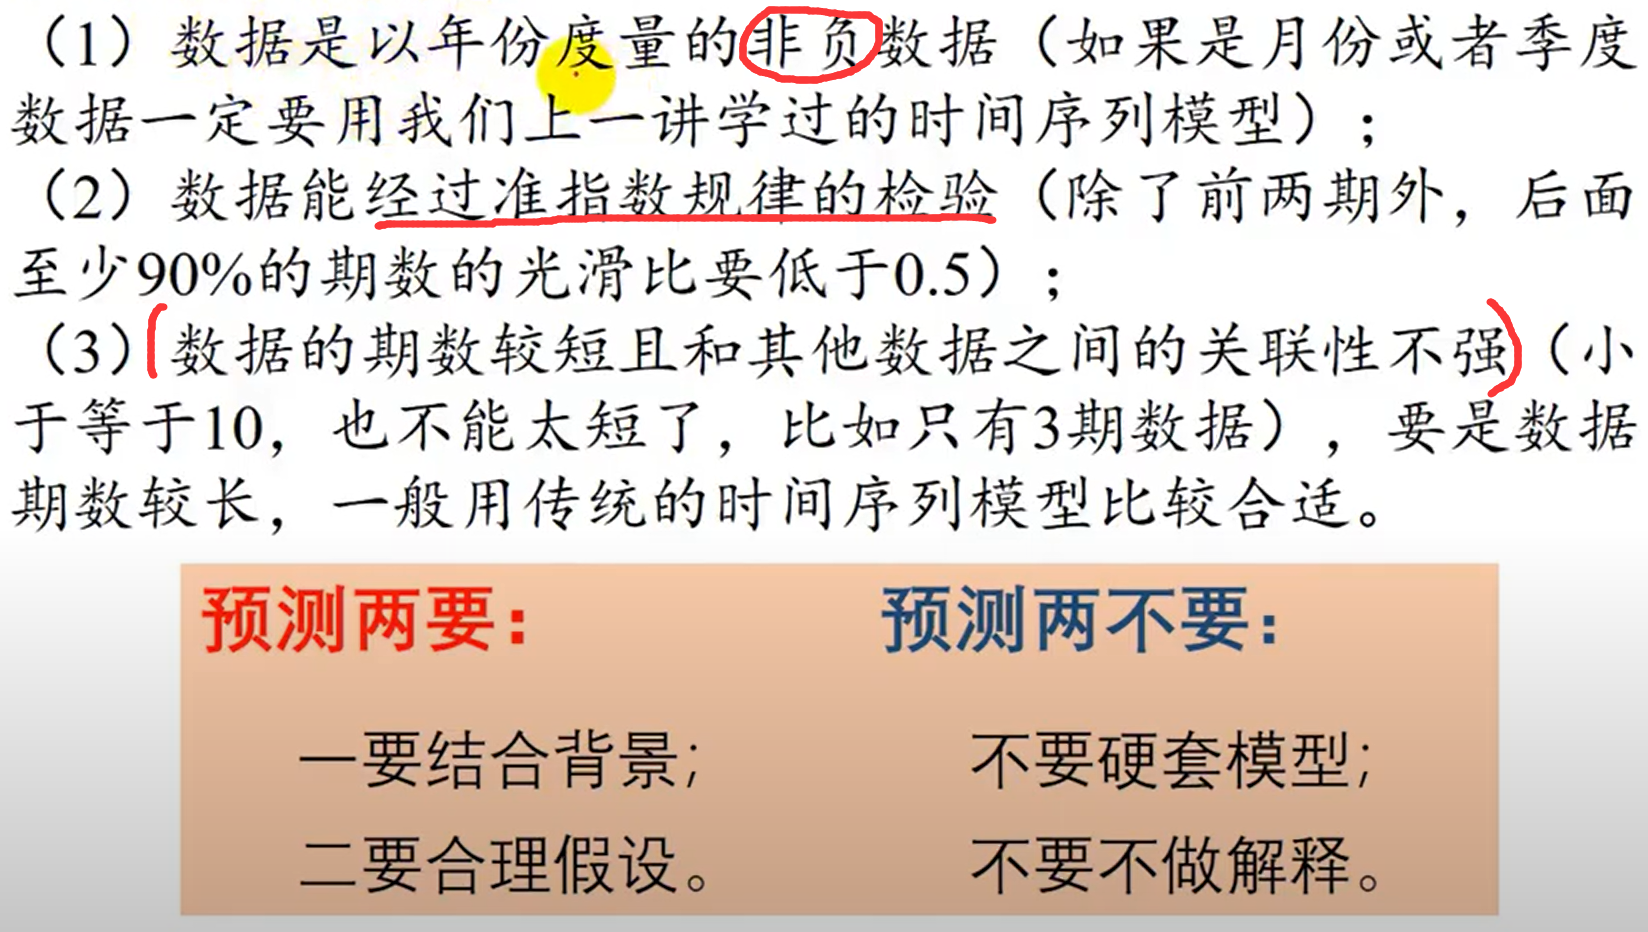 （1）数据是以年份度量的非负数据（如果是月份或者季度
数据一定要用我们上一讲学过的时间序列模型）；
（2）数据能经过准指数规律的检验（除了前两期外，后面
至少90%的期数的光滑比要低于0.5）；
（3）数据的期数较短且和其他数据之间的关联性不强（小
于等于10，也不能太短了，比如只有3期数据），要是数据
期数较长，一般用传统的时间序列模型比较合适。
预测两要：
一要结合背景；
二要合理假设。
预测两不要：
不要硬套模型；
不要不做解释。